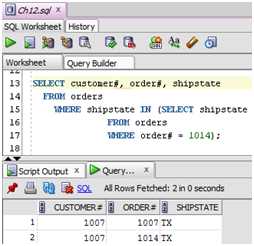 Ch12.sql
SQL Worksheet History
Worksheet Query Builder
12
13 SELECT customer#, order#, shipstate
14 FROM orders
15 WHERE shipstate IN (SELECT shipstate
16 FROM orders
17 WHERE order# = 1014);
18
Script Output x Query... x
SQL All Rows Fetched: 2 in 0 seconds
CUSTOMER# ORDER# SHIPSTATE
1 1007 1007 TX
2 1007 1014 TX